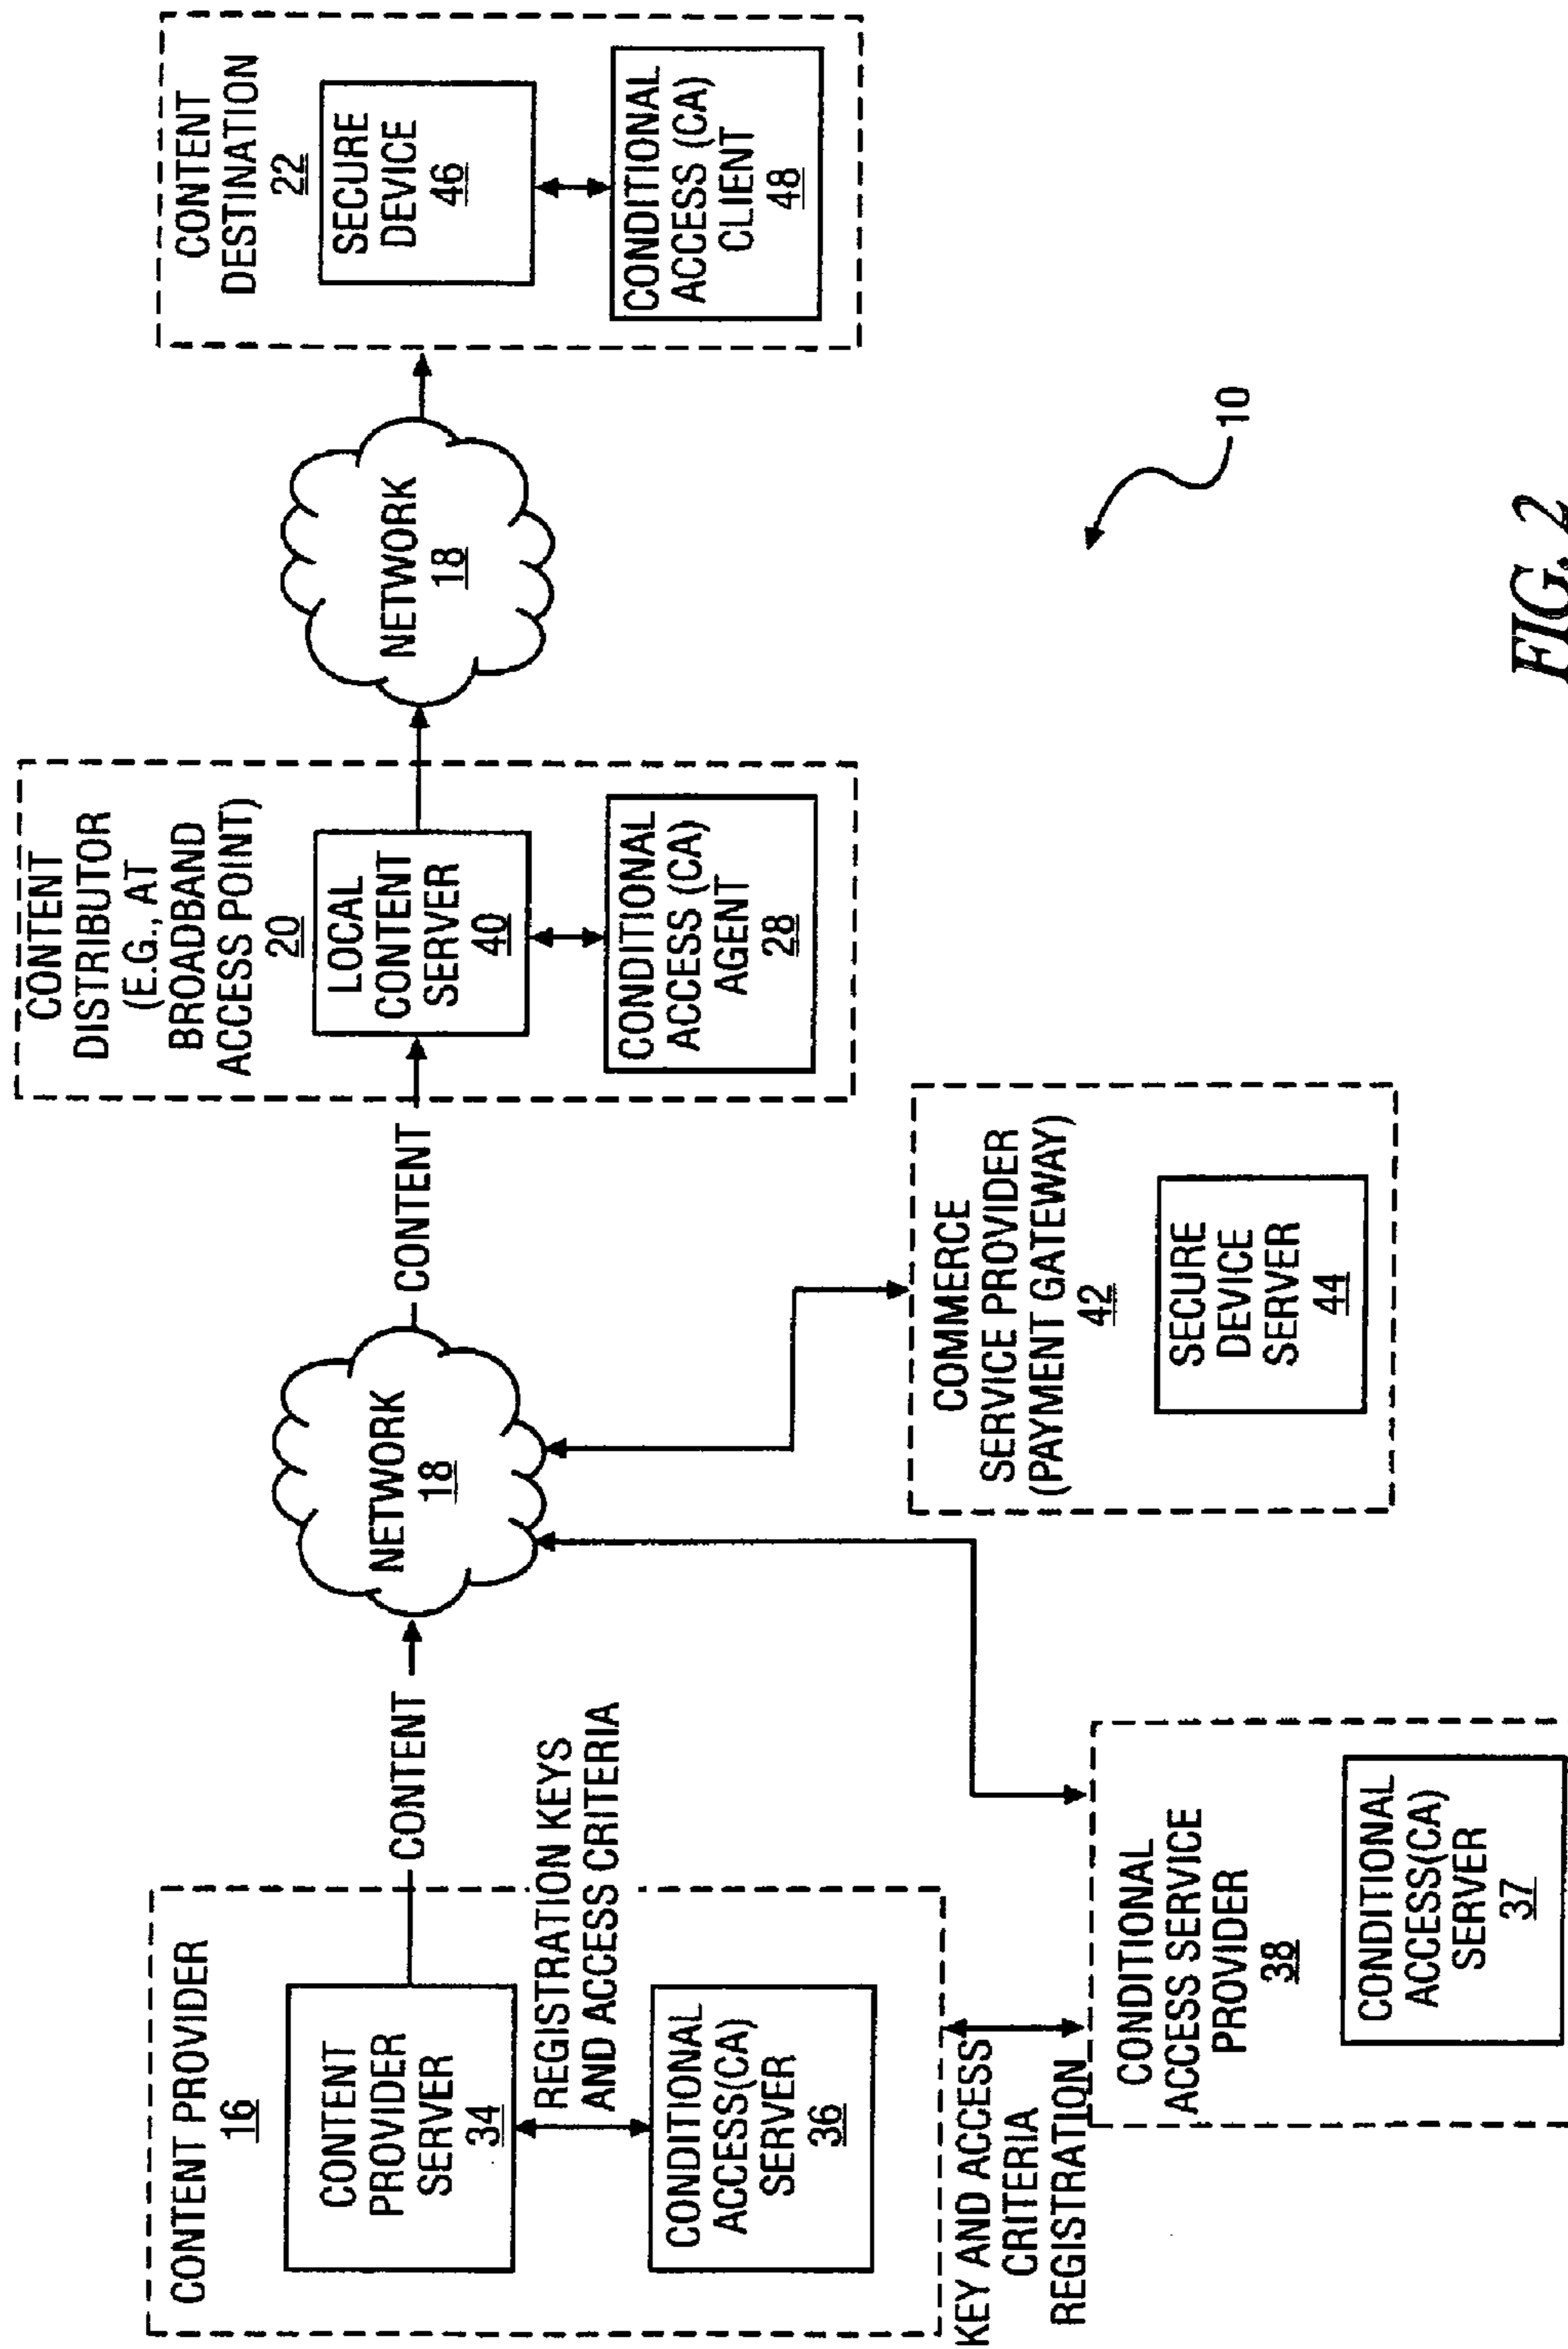 CONTENT PROVIDER
16
CONTENT
PROVIDER
SERVER
34
REGISTRATION KEYS
AND ACCESS CRITERIA
CONDITIONAL
ACCESS(CA)
SERVER
36
KEY AND ACCESS
CRITERIA
REGISTRATION
CONDITIONAL
ACCESS SERVICE
PROVIDER
38
CONDITIONAL
ACCESS(CA)
SERVER
37
CONTENT
NETWORK
18
CONTENT
COMMERCE
SERVICE PROVIDER
(PAYMENT GATEWAY)
42
SECURE
DEVICE
SERVER
44
CONTENT
DISTRIBUTOR
(E.G., AT
BROADBAND
ACCESS POINT)
20
LOCAL
CONTENT
SERVER
40
CONDITIONAL
ACCESS (CA)
AGENT
28
NETWORK
18
CONTENT
DESTINATION
22
SECURE
DEVICE
46
CONDITIONAL
ACCESS (CA)
CLIENT
48
10
FIG. 2